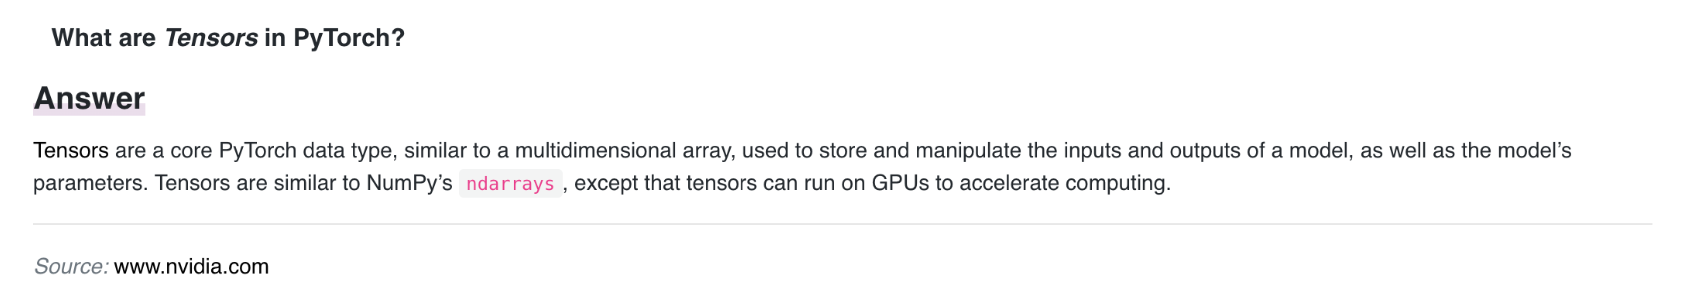 What are Tensors in PyTorch?
Answer
Tensors are a core PyTorch data type, similar to a multidimensional array, used to store and manipulate the inputs and outputs of a model, as well as the model’s
parameters. Tensors are similar to NumPy’s ndarrays , except that tensors can run on GPUs to accelerate computing.
Source: www.nvidia.com